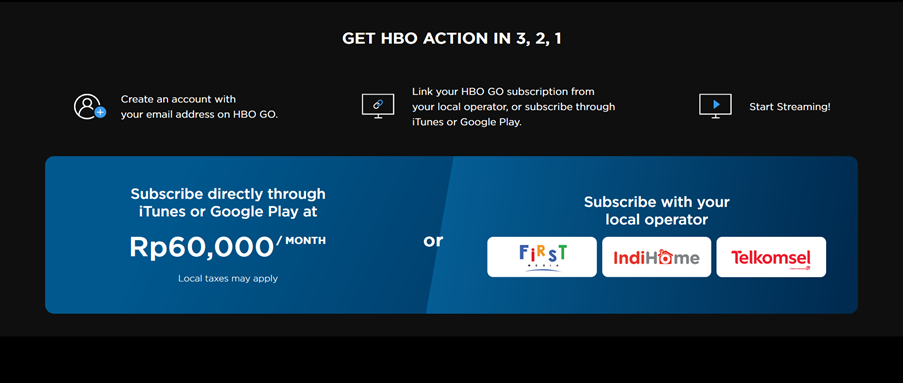 GET HBO ACTION IN 3, 2, 1
Create an account with
your email address on HBO GO.
Link your HBO GO subscription from
your local operator, or subscribe through
iTunes or Google Play.
Start Streaming!
Subscribe directly through
iTunes or Google Play at
Rp60,000/ MONTH
Local taxes may apply
or
Subscribe with your
local operator
FiRST
MEDIA
IndiHome
Telkomsel